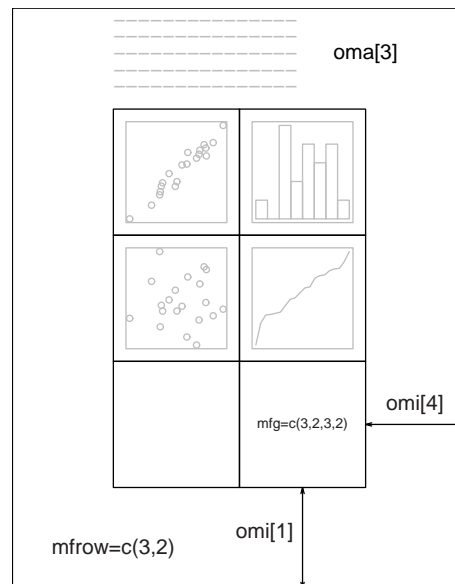 oma[3]
mfg=c(3,2,3,2)
omi[4]
omi[1]
mfrow=c(3,2)